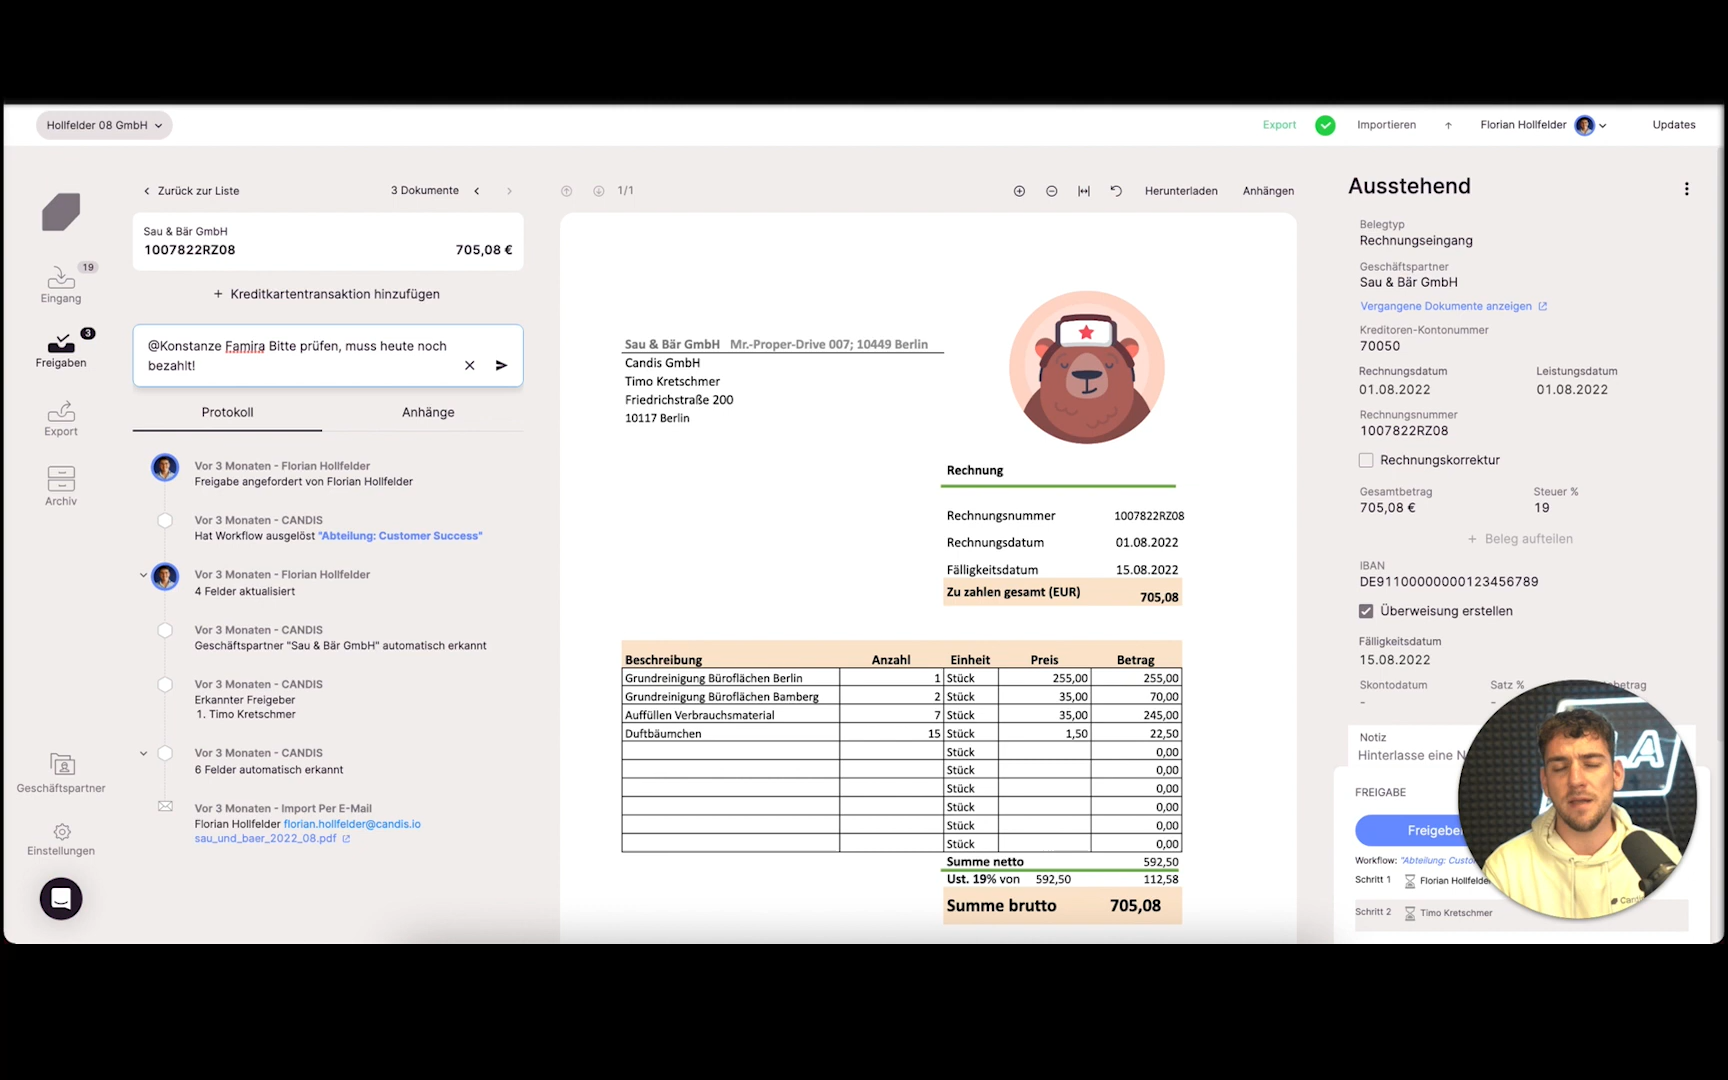 Hollfelder 08 GmbH
Export
Importieren
Florian Hollfelder
Updates
Zurück zur Liste
3 Dokumente
1/1
Herunterladen
Anhängen
Sau & Bär GmbH
1007822RZ08
705,08 €
Kreditkartentransaktion hinzufügen
@Konstanze Famira Bitte prüfen, muss heute noch
bezahlt!
Protokoll
Anhänge
19
Eingang
3
Freigaben
Export
Archiv
Geschäftspartner
Einstellungen
Vor 3 Monaten - Florian Hollfelder
Freigabe angefordert von Florian Hollfelder
Vor 3 Monaten - CANDIS
Hat Workflow ausgelöst "Abteilung: Customer Success"
Vor 3 Monaten - Florian Hollfelder
4 Felder aktualisiert
Vor 3 Monaten - CANDIS
Geschäftspartner "Sau & Bär GmbH" automatisch erkannt
Vor 3 Monaten - CANDIS
Erkannter Freigeber
1. Timo Kretschmer
Vor 3 Monaten - CANDIS
6 Felder automatisch erkannt
Vor 3 Monaten - Import Per E-Mail
Florian Hollfelder florian.hollfelder@candis.io
sau_und_baer_2022_08.pdf
Sau & Bär GmbH Mr.-Proper-Drive 007; 10449 Berlin
Candis GmbH
Timo Kretschmer
Friedrichstraße 200
10117 Berlin
Rechnung
Rechnungsnummer 1007822RZ08
Rechnungsdatum 01.08.2022
Fälligkeitsdatum 15.08.2022
Zu zahlen gesamt (EUR) 705,08
Beschreibung Anzahl Einheit Preis Betrag
Grundreinigung Büroflächen Berlin 1 Stück 255,00 255,00
Grundreinigung Büroflächen Bamberg 2 Stück 35,00 70,00
Auffüllen Verbrauchsmaterial 7 Stück 35,00 245,00
Duftbäumchen 15 Stück 1,50 22,50
Stück 0,00
Stück 0,00
Stück 0,00
Stück 0,00
Stück 0,00
Stück 0,00
Summe netto 592,50
Ust. 19% von 592,50 112,58
Summe brutto 705,08
Ausstehend
Belegtyp
Rechnungseingang
Geschäftspartner
Sau & Bär GmbH
Vergangene Dokumente anzeigen
Kreditoren-Kontonummer
70050
Rechnungsdatum Leistungsdatum
01.08.2022 01.08.2022
Rechnungsnummer
1007822RZ08
Rechnungskorrektur
Gesamtbetrag Steuer %
705,08 € 19
+ Beleg aufteilen
IBAN
DE91100000000123456789
Überweisung erstellen
Fälligkeitsdatum
15.08.2022
Skontodatum Satz %
- -
Notiz
Hinterlasse eine
FREIGABE
Workflow: "Abteilung:
Schritt 1 Florian Hollfelder
Schritt 2 Timo Kretschmer